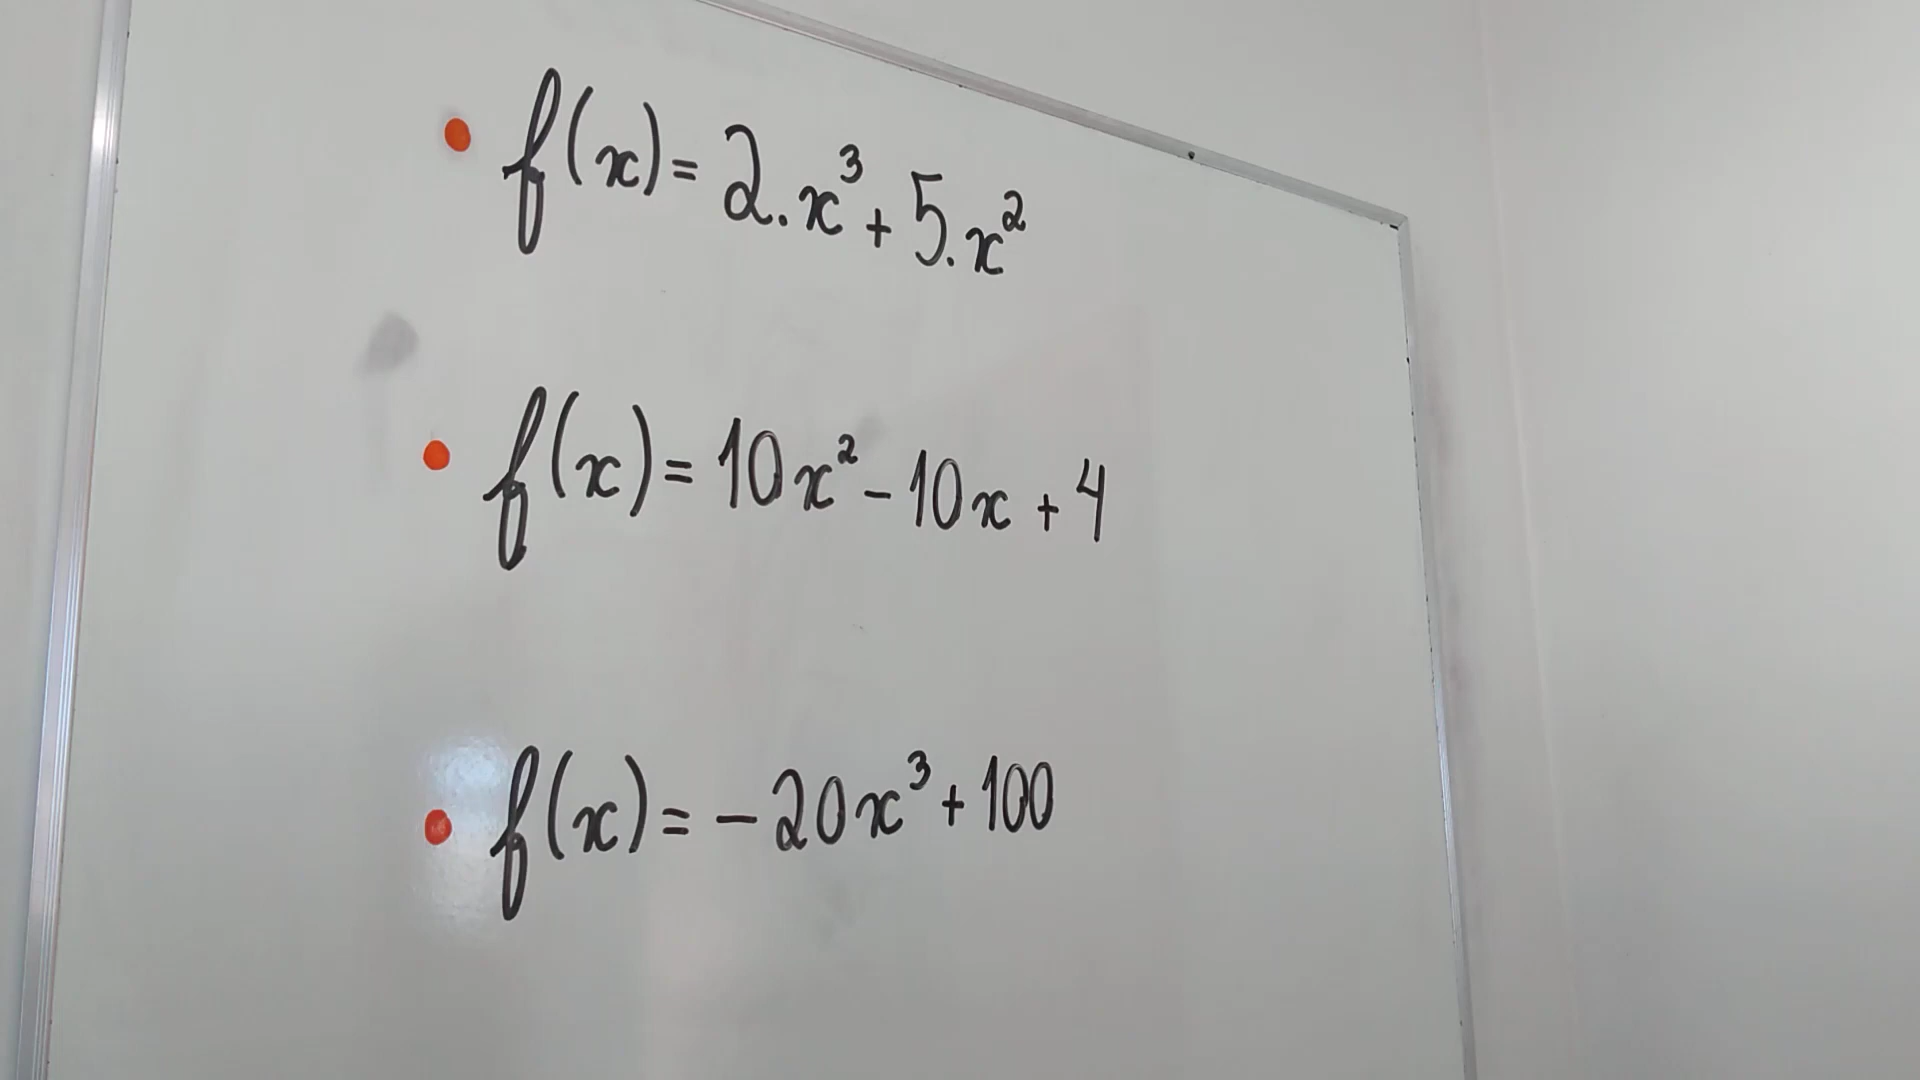 • f(x) = 2.x³ + 5.x²
• f(x) = 10x² - 10x + 4
• f(x) = -20x³ + 100